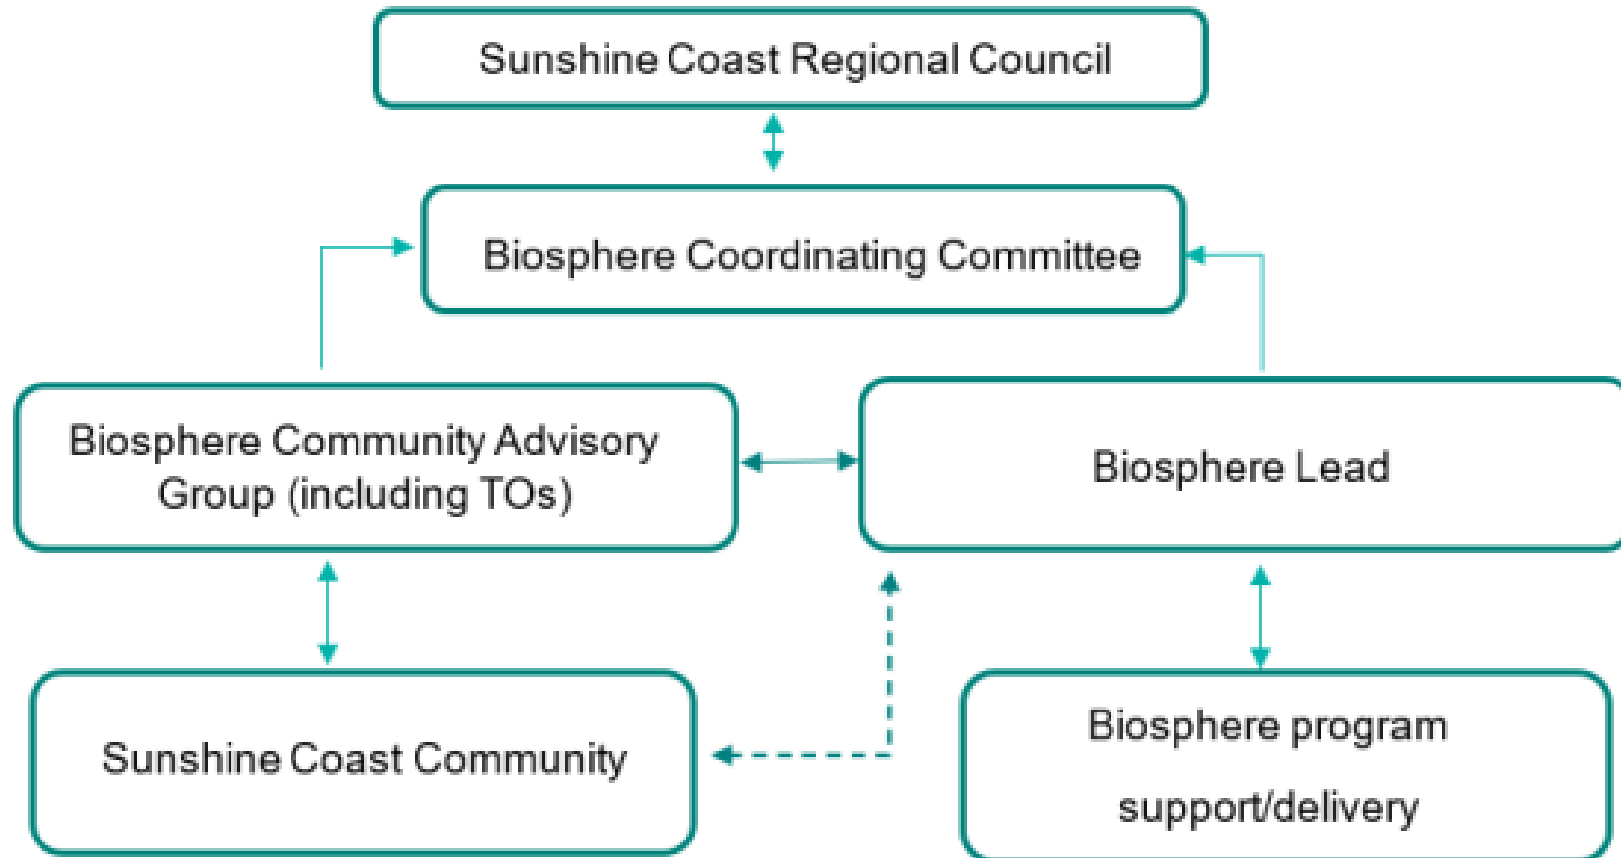 Sunshine Coast Regional Council
Biosphere Coordinating Committee
Biosphere Community Advisory
Group (including TOs)
Biosphere Lead
Sunshine Coast Community
Biosphere program
support/delivery